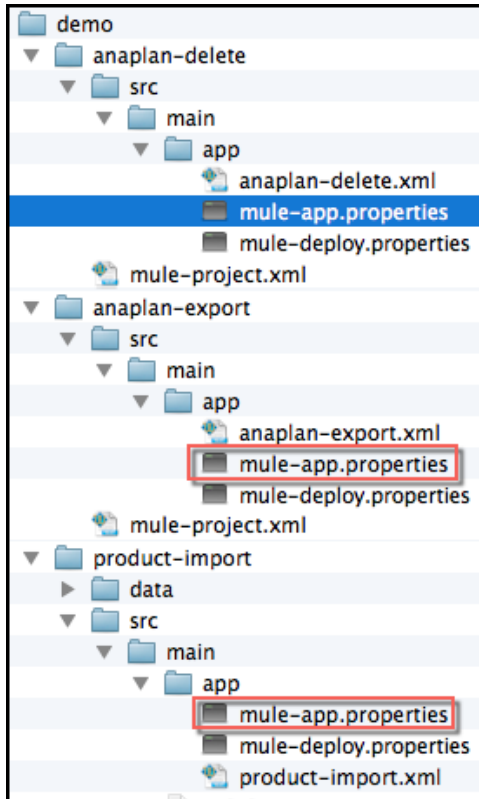 demo
anaplan-delete
src
main
app
anaplan-delete.xml
mule-app.properties
mule-deploy.properties
mule-project.xml
anaplan-export
src
main
app
anaplan-export.xml
mule-app.properties
mule-deploy.properties
mule-project.xml
product-import
data
src
main
app
mule-app.properties
mule-deploy.properties
product-import.xml